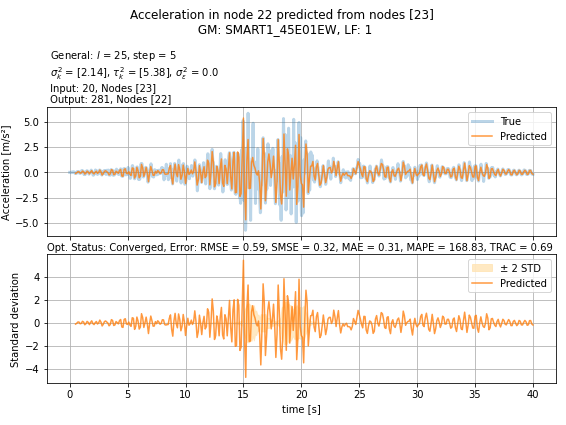 Acceleration in node 22 predicted from nodes [23]
GM: SMART1_45E01EW, LF: 1
General: l = 25, step = 5
σ²ₖ = [2.14], τ²ₖ = [5.38], σ²ε = 0.0
Input: 20, Nodes [23]
Output: 281, Nodes [22]
Acceleration [m/s²]
5.0
2.5
0.0
−2.5
−5.0
True
Predicted
Opt. Status: Converged, Error: RMSE = 0.59, SMSE = 0.32, MAE = 0.31, MAPE = 168.83, TRAC = 0.69
Standard deviation
4
2
0
−2
−4
± 2 STD
Predicted
0 5 10 15 20 25 30 35 40
time [s]